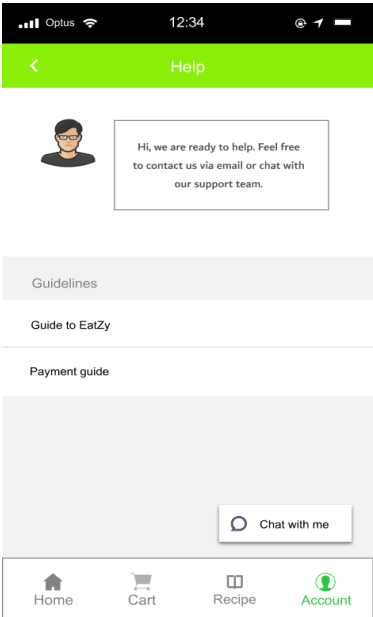 Optus 12:34
Help
Hi, we are ready to help. Feel free
to contact us via email or chat with
our support team.
Guidelines
Guide to EatZy
Payment guide
Chat with me
Home Cart Recipe Account